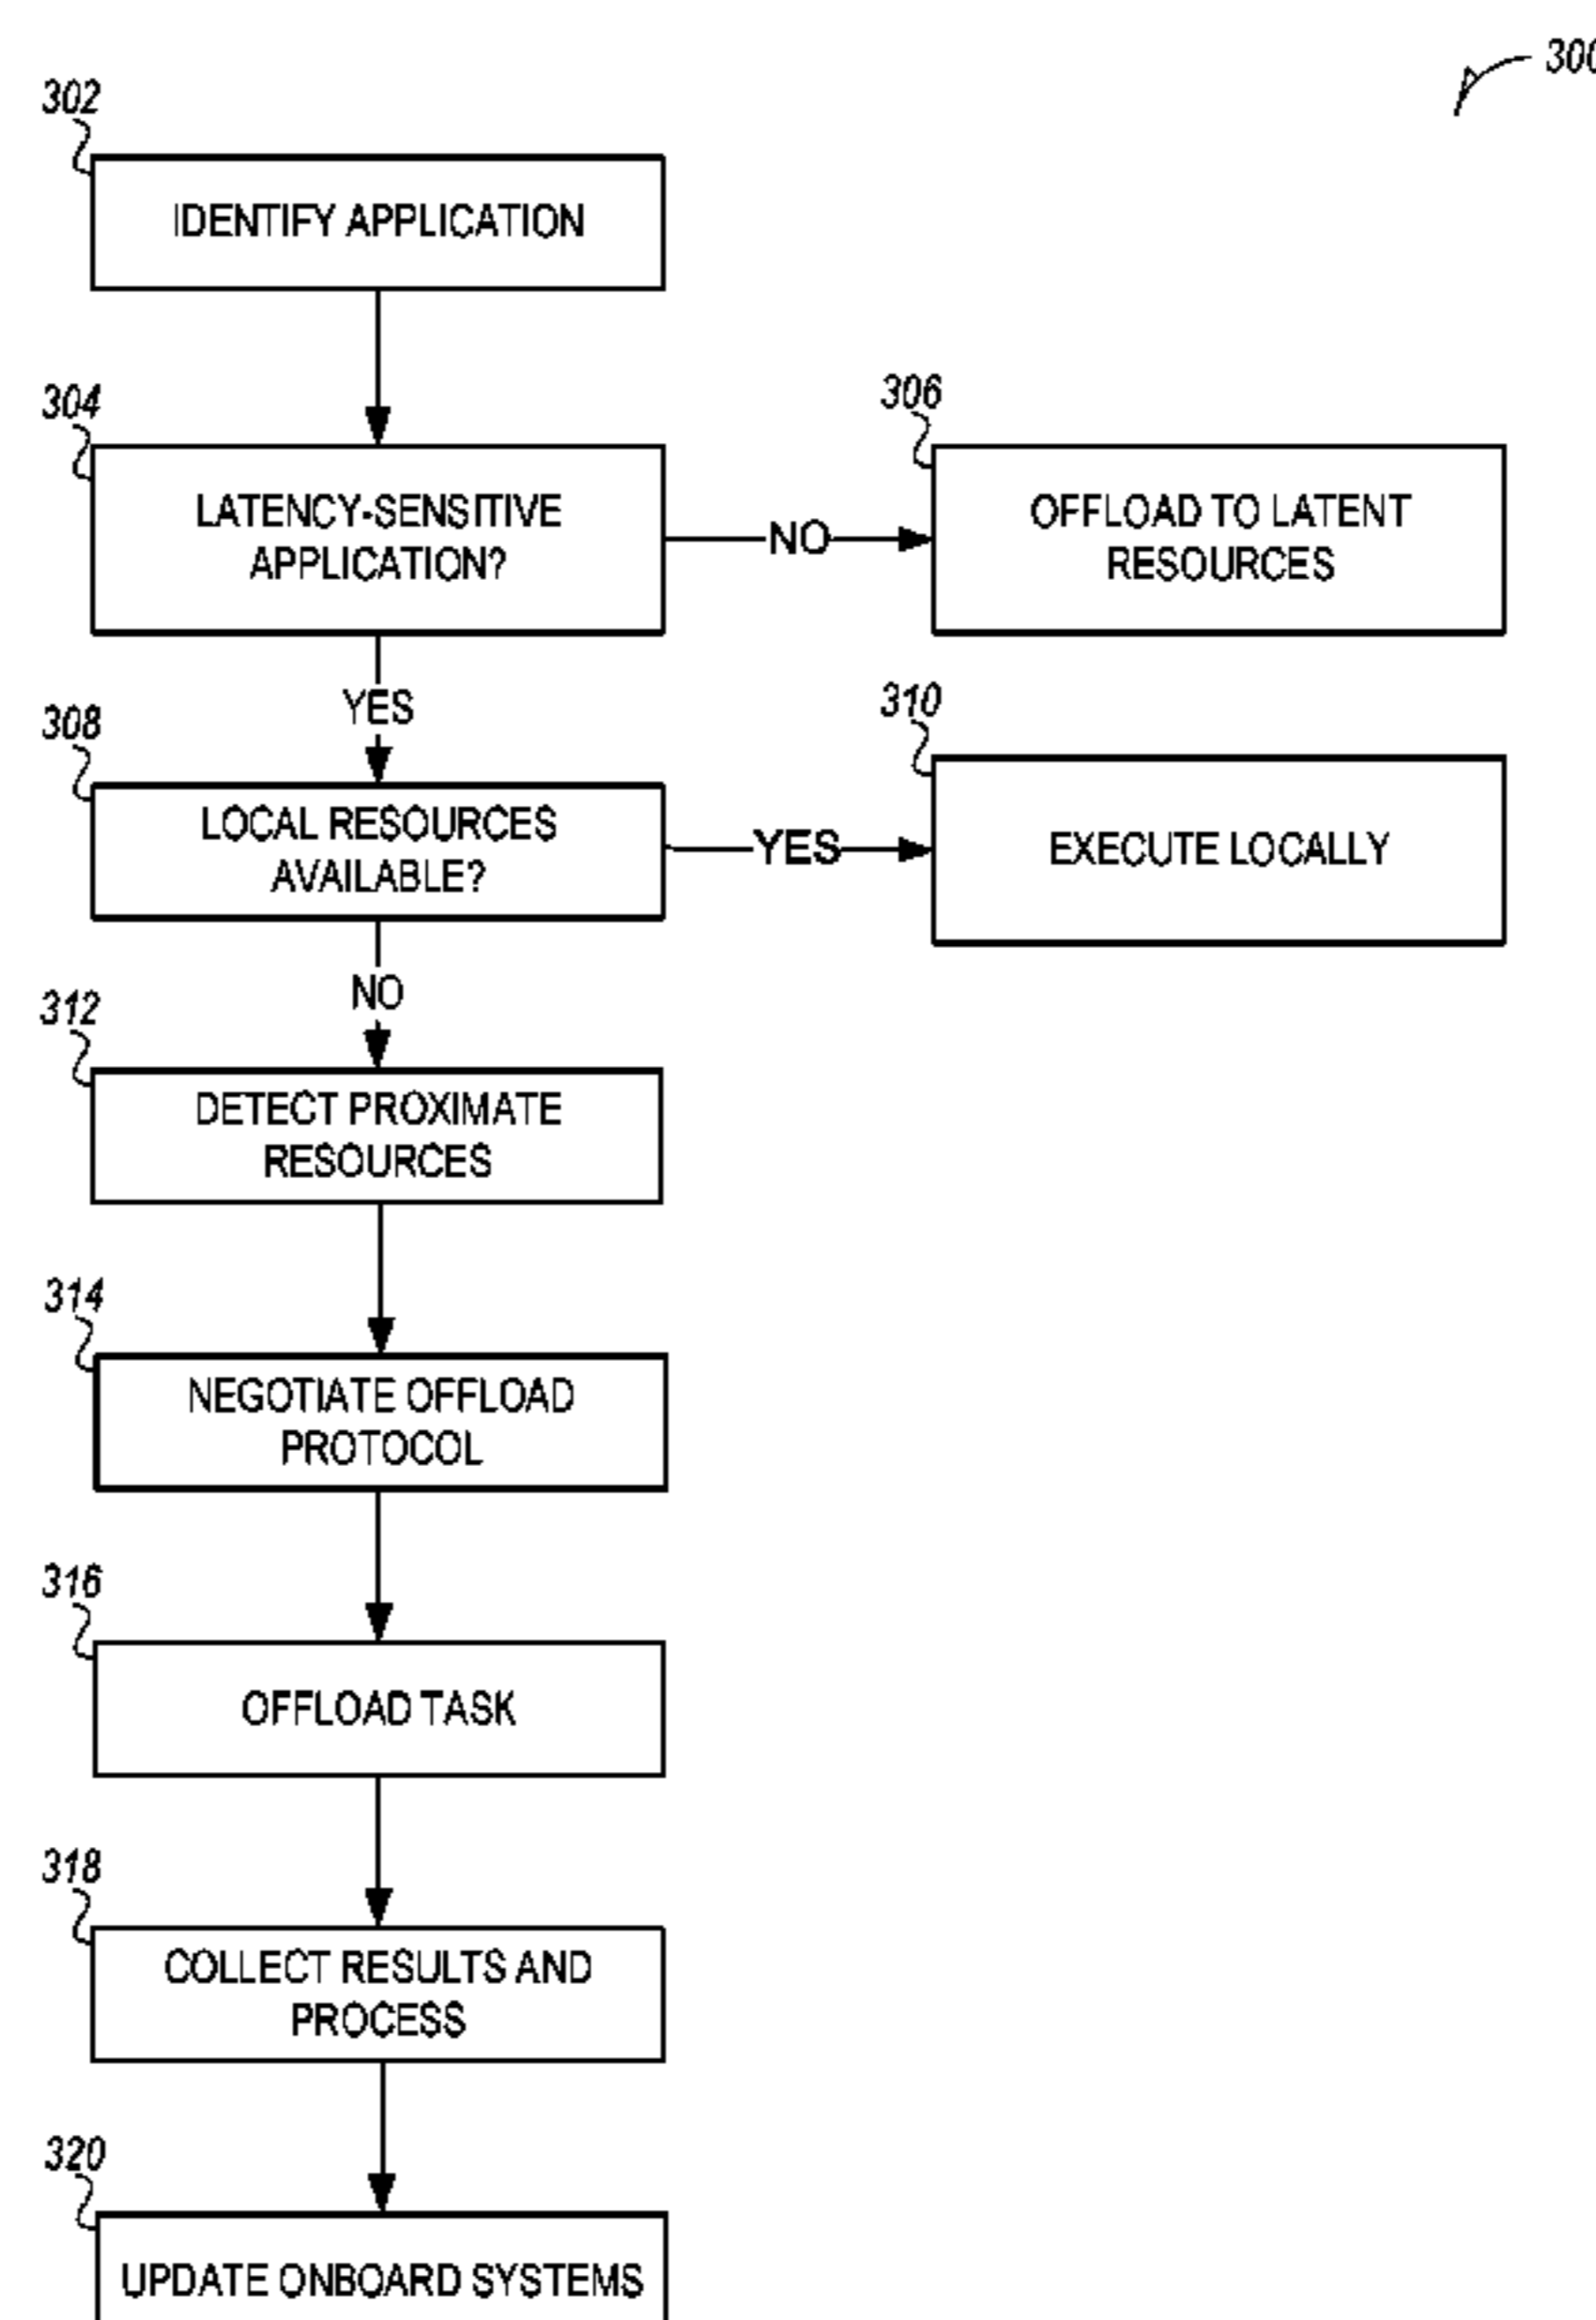 300
302
IDENTIFY APPLICATION
304
LATENCY-SENSITIVE
APPLICATION?
NO
306
OFFLOAD TO LATENT
RESOURCES
YES
308
LOCAL RESOURCES
AVAILABLE?
YES
310
EXECUTE LOCALLY
NO
312
DETECT PROXIMATE
RESOURCES
314
NEGOTIATE OFFLOAD
PROTOCOL
316
OFFLOAD TASK
318
COLLECT RESULTS AND
PROCESS
320
UPDATE ONBOARD SYSTEMS